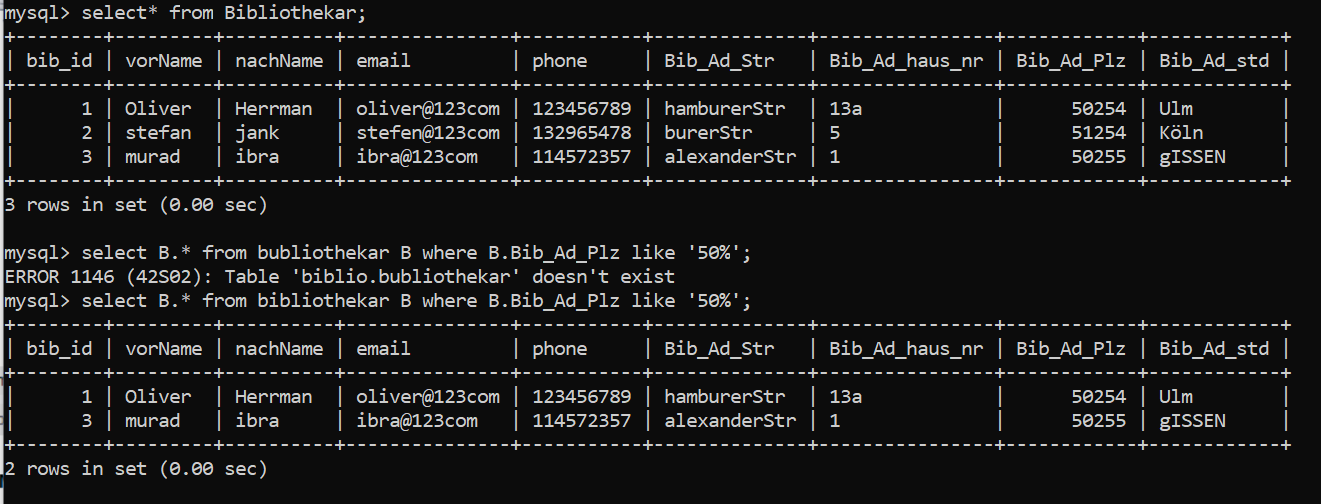 mysql> select* from Bibliothekar;
+--------+---------+----------+---------------+-----------+---------------+----------------+------------+------------+
| bib_id | vorName | nachName | email         | phone     | Bib_Ad_Str    | Bib_Ad_haus_nr | Bib_Ad_Plz | Bib_Ad_std |
+--------+---------+----------+---------------+-----------+---------------+----------------+------------+------------+
|      1 | Oliver  | Herrman  | oliver@123com | 123456789 | hamburerStr   | 13a            |      50254 | Ulm        |
|      2 | stefan  | jank     | stefen@123com | 132965478 | burerStr      | 5              |      51254 | Köln       |
|      3 | murad   | ibra     | ibra@123com   | 114572357 | alexanderStr  | 1              |      50255 | gISSEN     |
+--------+---------+----------+---------------+-----------+---------------+----------------+------------+------------+
3 rows in set (0.00 sec)
mysql> select B.* from bubliothekar B where B.Bib_Ad_Plz like '50%';
ERROR 1146 (42S02): Table 'biblio.bubliothekar' doesn't exist
mysql> select B.* from bibliothekar B where B.Bib_Ad_Plz like '50%';
+--------+---------+----------+---------------+-----------+---------------+----------------+------------+------------+
| bib_id | vorName | nachName | email         | phone     | Bib_Ad_Str    | Bib_Ad_haus_nr | Bib_Ad_Plz | Bib_Ad_std |
+--------+---------+----------+---------------+-----------+---------------+----------------+------------+------------+
|      1 | Oliver  | Herrman  | oliver@123com | 123456789 | hamburerStr   | 13a            |      50254 | Ulm        |
|      3 | murad   | ibra     | ibra@123com   | 114572357 | alexanderStr  | 1              |      50255 | gISSEN     |
+--------+---------+----------+---------------+-----------+---------------+----------------+------------+------------+
2 rows in set (0.00 sec)